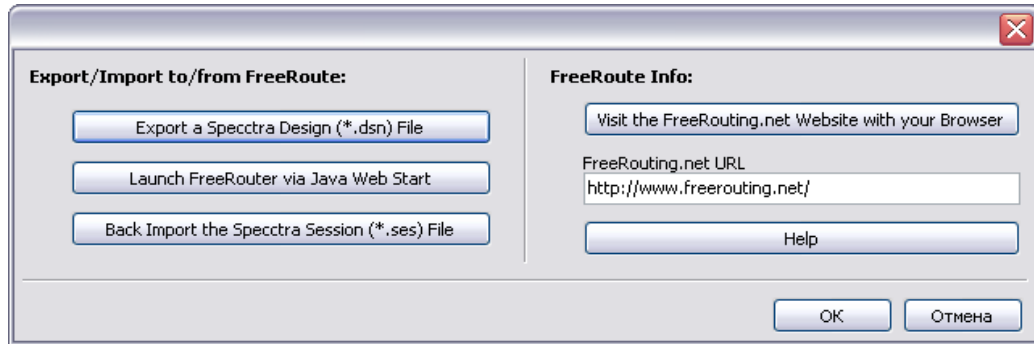 Export/Import to/from FreeRoute:
Export a Specctra Design (*.dsn) File
Launch FreeRouter via Java Web Start
Back Import the Specctra Session (*.ses) File
FreeRoute Info:
Visit the FreeRouting.net Website with your Browser
FreeRouting.net URL
http://www.freerouting.net/
Help
OK
Отмена